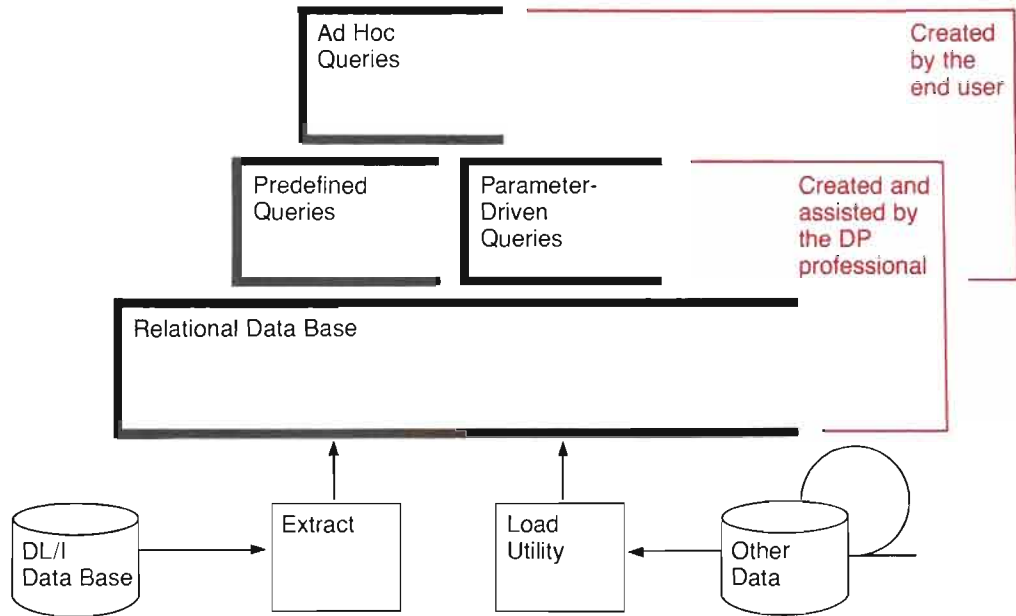 Ad Hoc
Queries
Created
by the
end user
Predefined
Queries
Parameter-
Driven
Queries
Created and
assisted by
the DP
professional
Relational Data Base
DL/I
Data Base
Extract
Load
Utility
Other
Data